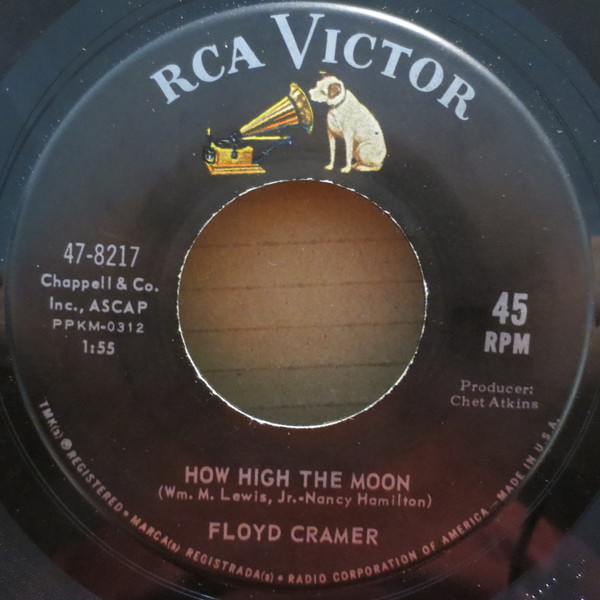 RCA VICTOR
47-8217
Chappell & Co.
Inc., ASCAP
PPKM-0312
1:55
45
RPM
Producer:
Chet Atkins
HOW HIGH THE MOON
(Wm. M. Lewis, Jr.-Nancy Hamilton)
FLOYD CRAMER
TMK(s) ® REGISTERED • MARCA(s) REGISTRADA(s) • RADIO CORPORATION OF AMERICA-MADE IN U.S.A.